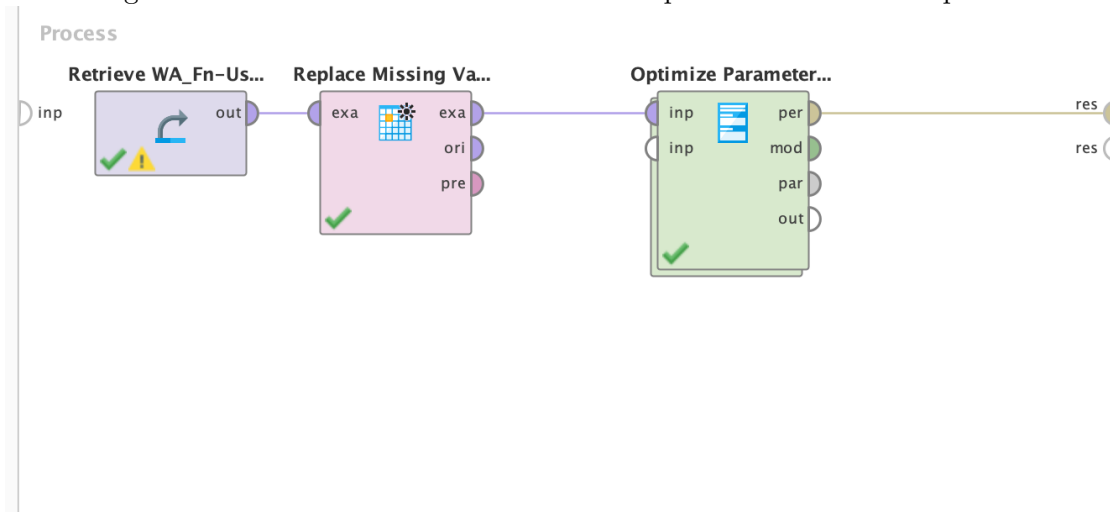 Process
Retrieve WA_Fn-Us...
Replace Missing Va...
Optimize Parameter...
inp
out
exa
exa
ori
pre
inp
inp
per
mod
par
out
res
res